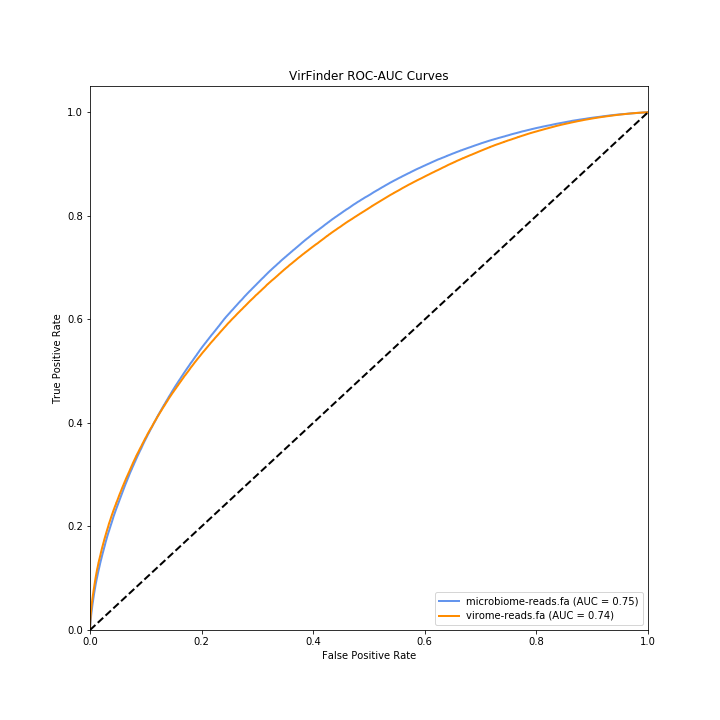 VirFinder ROC-AUC Curves
True Positive Rate
1.0
0.8
0.6
0.4
0.2
0.0
0.0 0.2 0.4 0.6 0.8 1.0
False Positive Rate
microbiome-reads.fa (AUC = 0.75)
virome-reads.fa (AUC = 0.74)